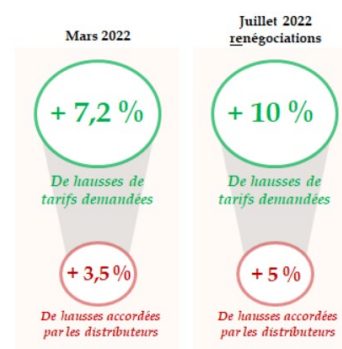 Mars 2022
+ 7,2 %
De hausses de
tarifs demandées
+ 3,5 %
De hausses accordées
par les distributeurs
Juillet 2022
renégociations
+ 10 %
De hausses de
tarifs demandées
+ 5 %
De hausses accordées
par les distributeurs